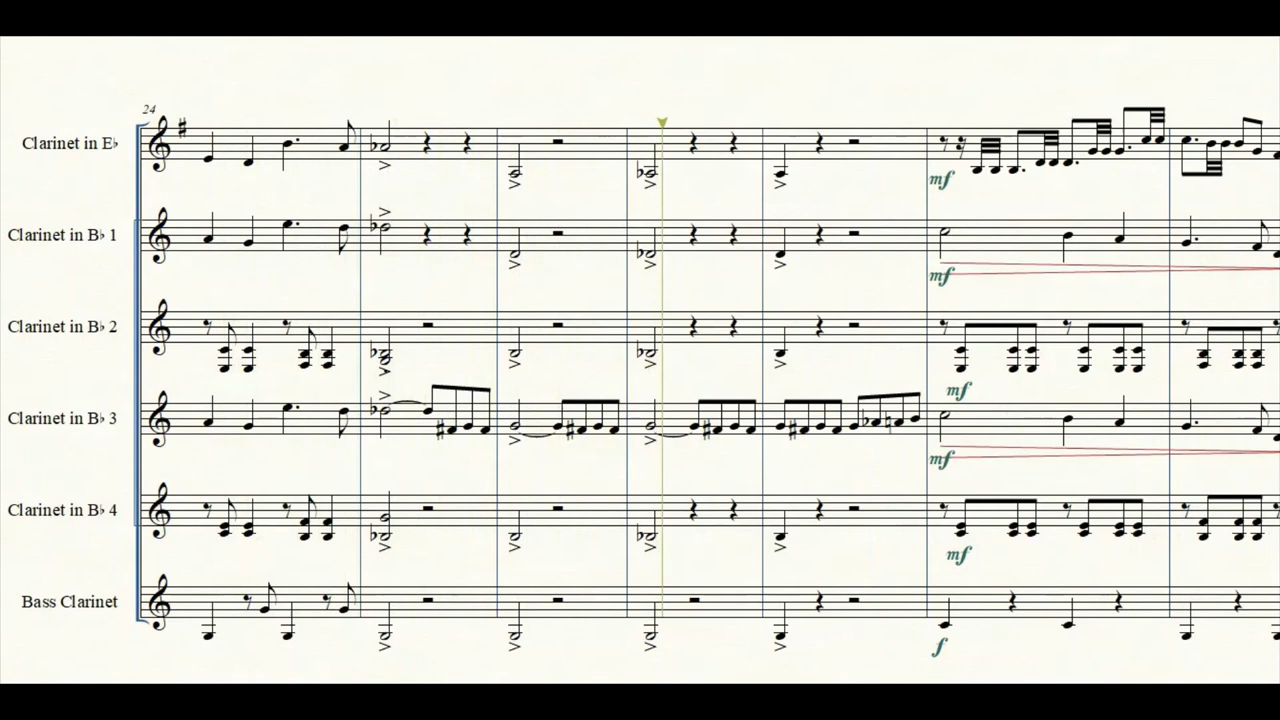 24
Clarinet in E♭
mf
Clarinet in B♭ 1
mf
Clarinet in B♭ 2
mf
Clarinet in B♭ 3
mf
Clarinet in B♭ 4
mf
Bass Clarinet
f